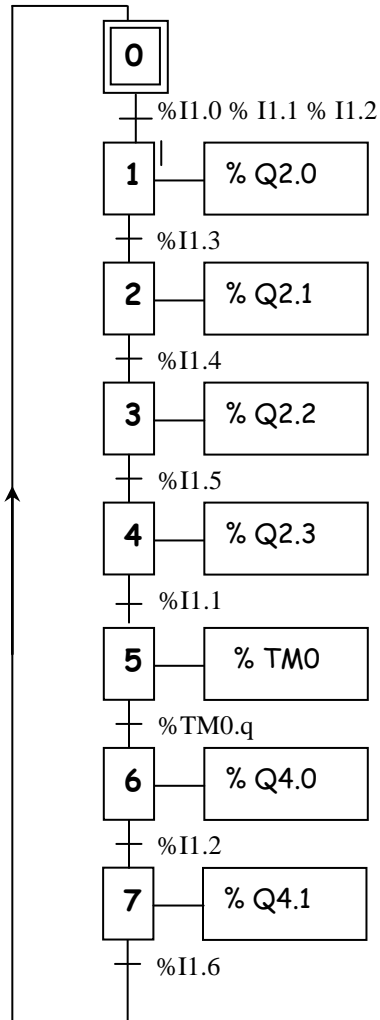 0
%I1.0 % I1.1 % I1.2
1 % Q2.0
%I1.3
2 % Q2.1
%I1.4
3 % Q2.2
%I1.5
4 % Q2.3
%I1.1
5 % TM0
%TM0.q
6 % Q4.0
%I1.2
7 % Q4.1
%I1.6